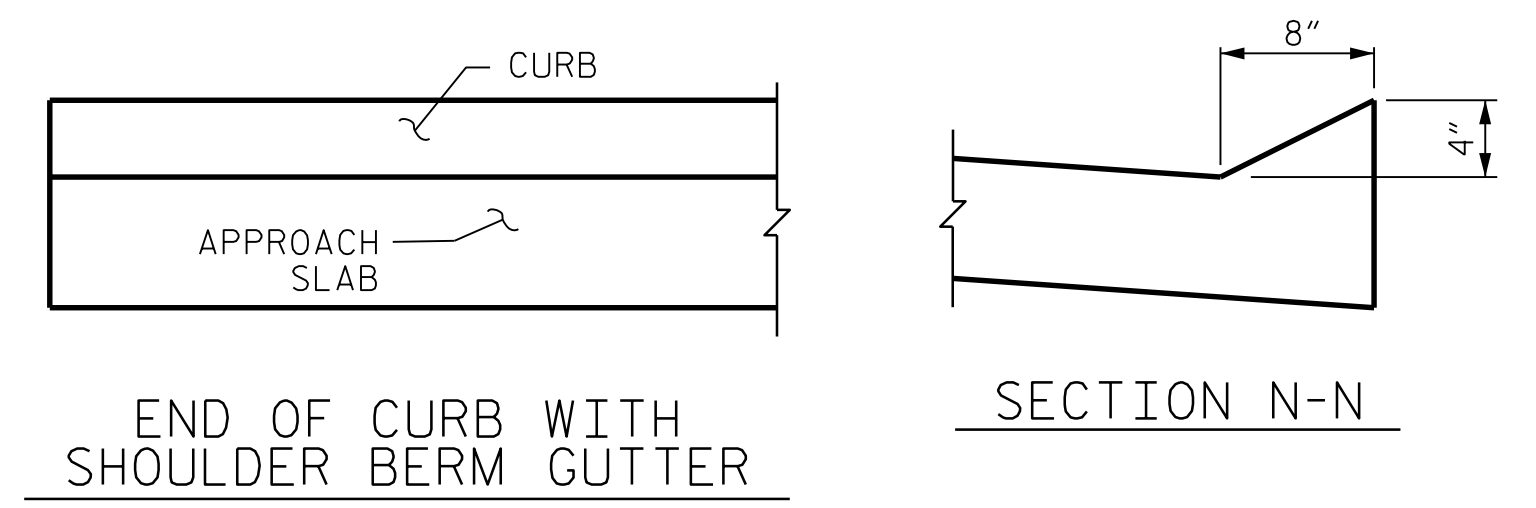 CURB
APPROACH
SLAB
END OF CURB WITH
SHOULDER BERM GUTTER
8"
4"
SECTION N-N